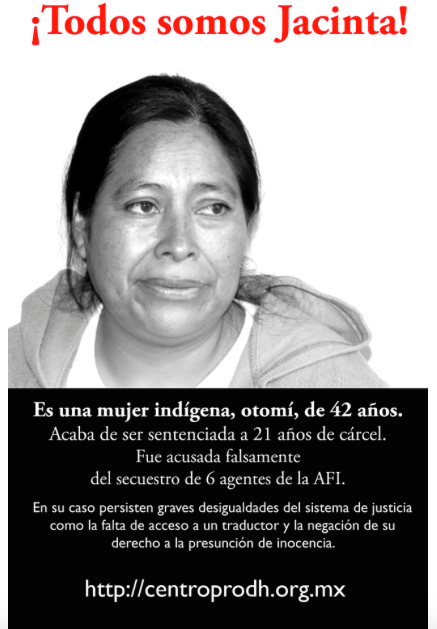 ¡Todos somos Jacinta!
Es una mujer indígena, otomí, de 42 años.
Acaba de ser sentenciada a 21 años de cárcel.
Fue acusada falsamente
del secuestro de 6 agentes de la AFI.
En su caso persisten graves desigualdades del sistema de justicia
como la falta de acceso a un traductor y la negación de su
derecho a la presunción de inocencia.
http://centroprodh.org.mx